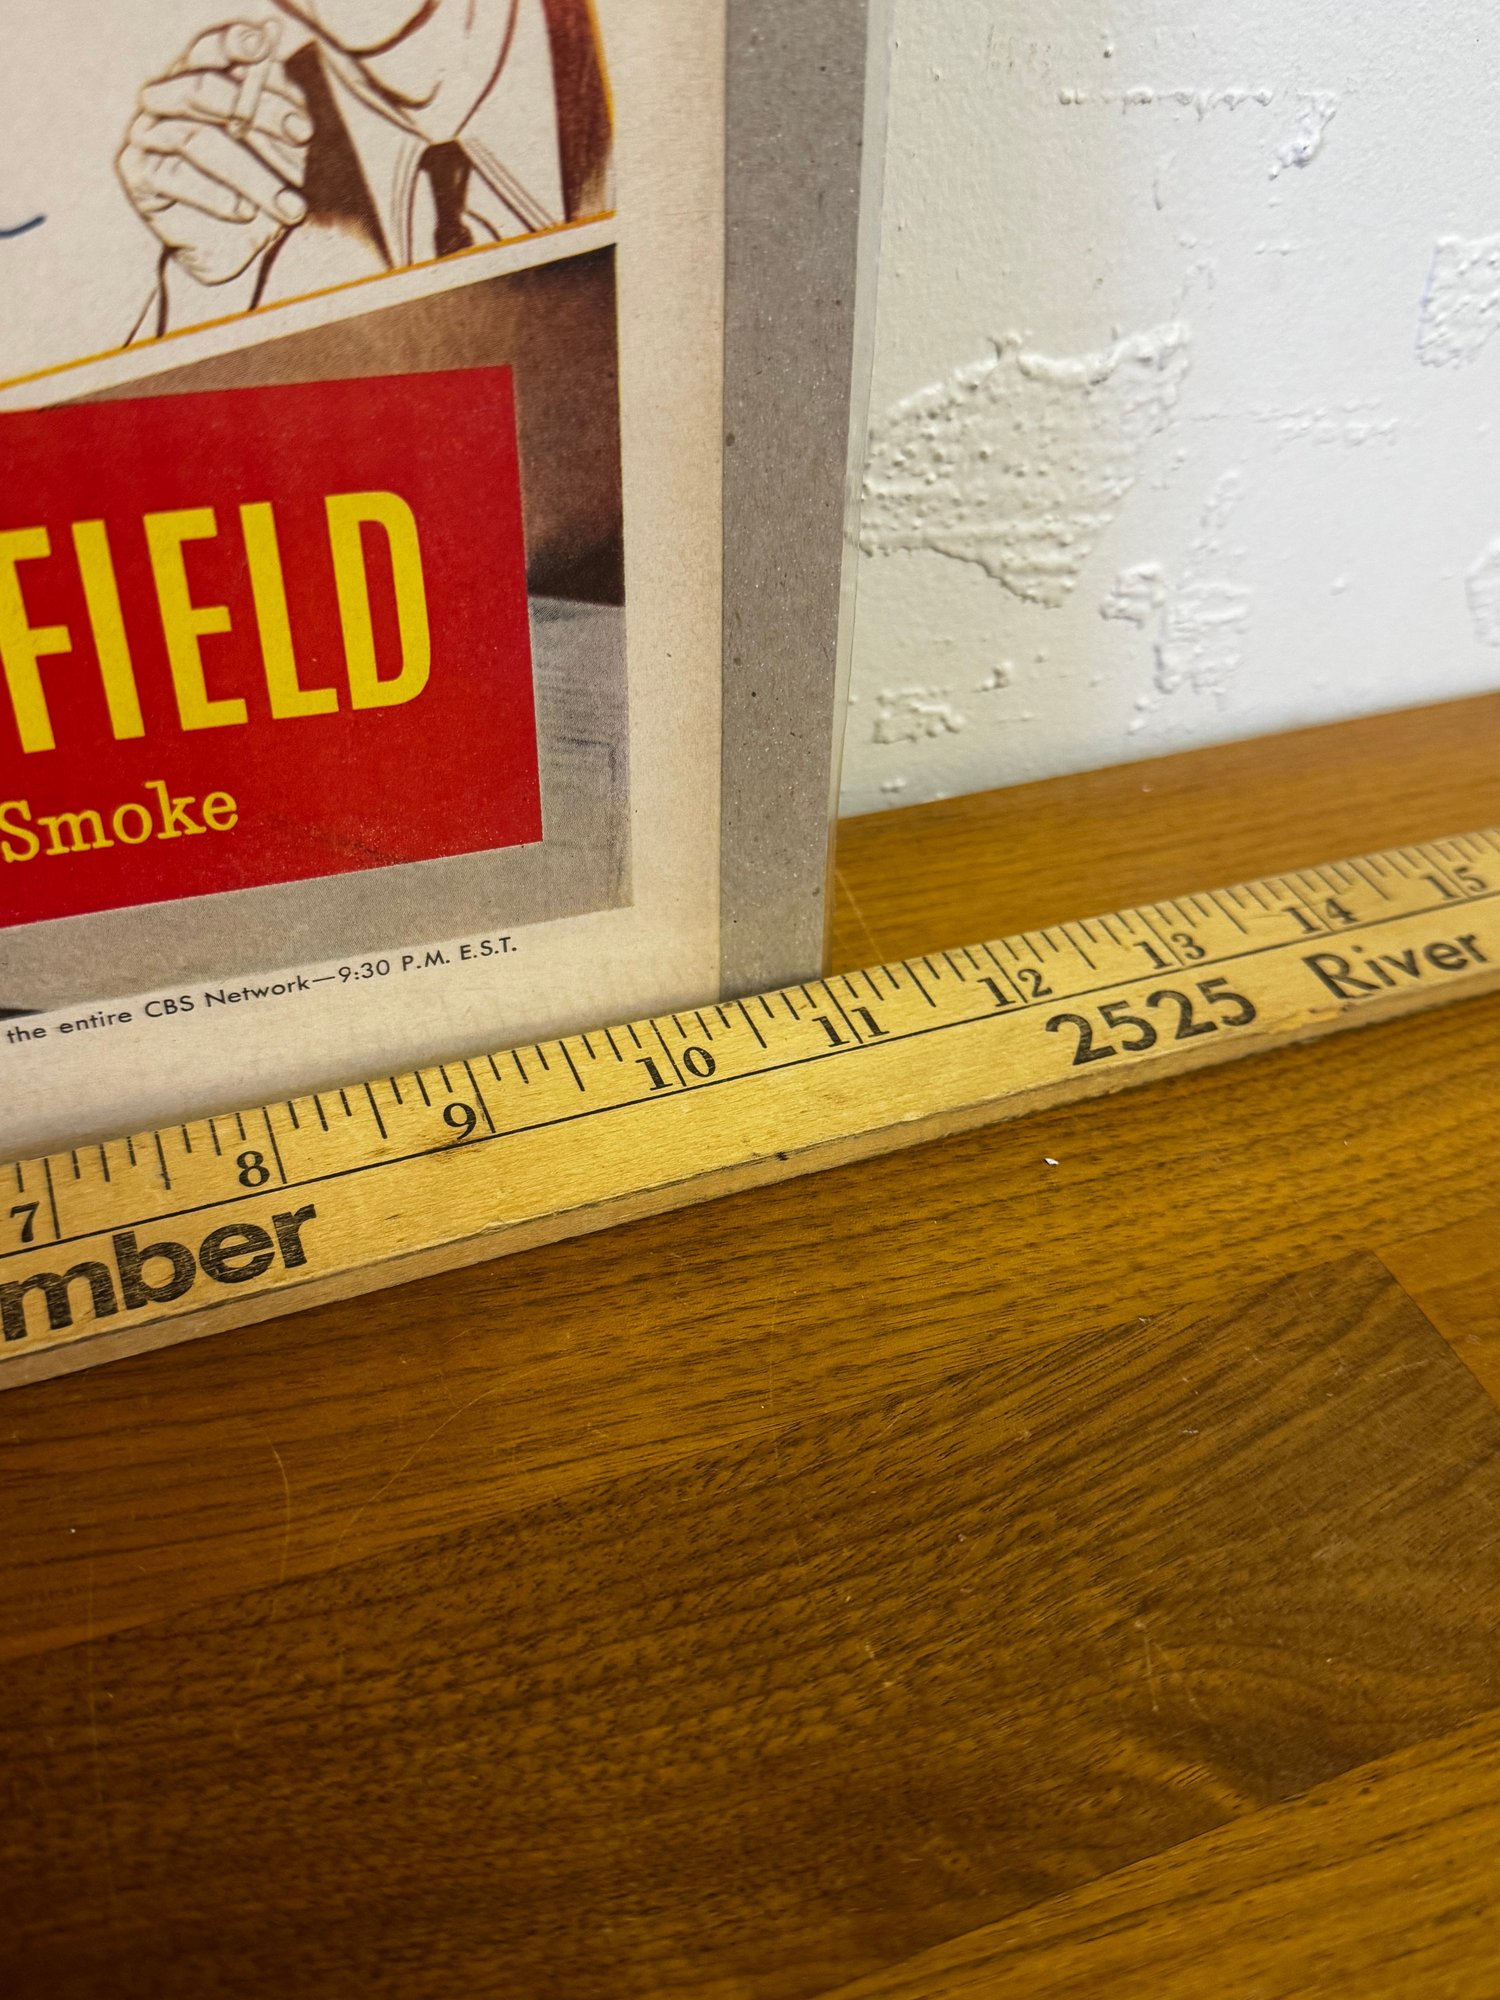 FIELD
Smoke
the entire CBS Network—9:30 P.M. E.S.T.
7 8 9 10 11 12 13 14 15
mber 2525 River